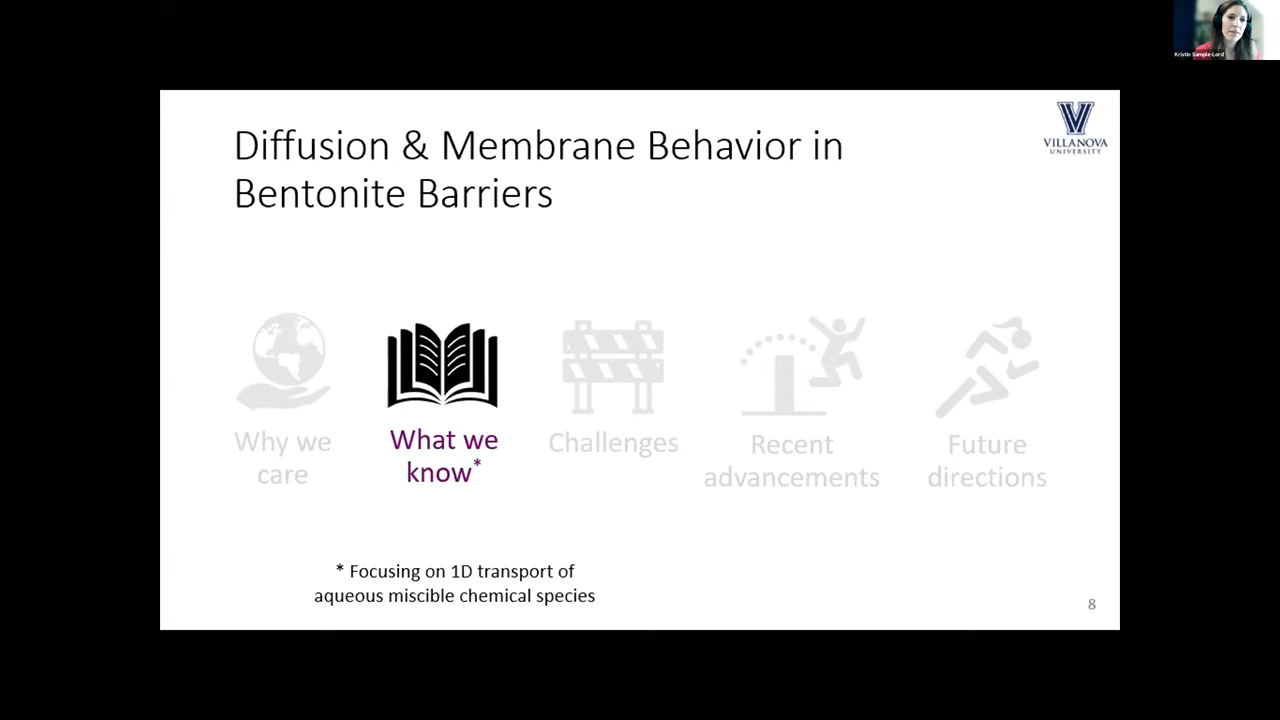 Kristin Sample-Lord
Diffusion & Membrane Behavior in
Bentonite Barriers
VILLANOVA
UNIVERSITY
Why we
care
What we
know*
Challenges
Recent
advancements
Future
directions
* Focusing on 1D transport of
aqueous miscible chemical species
8